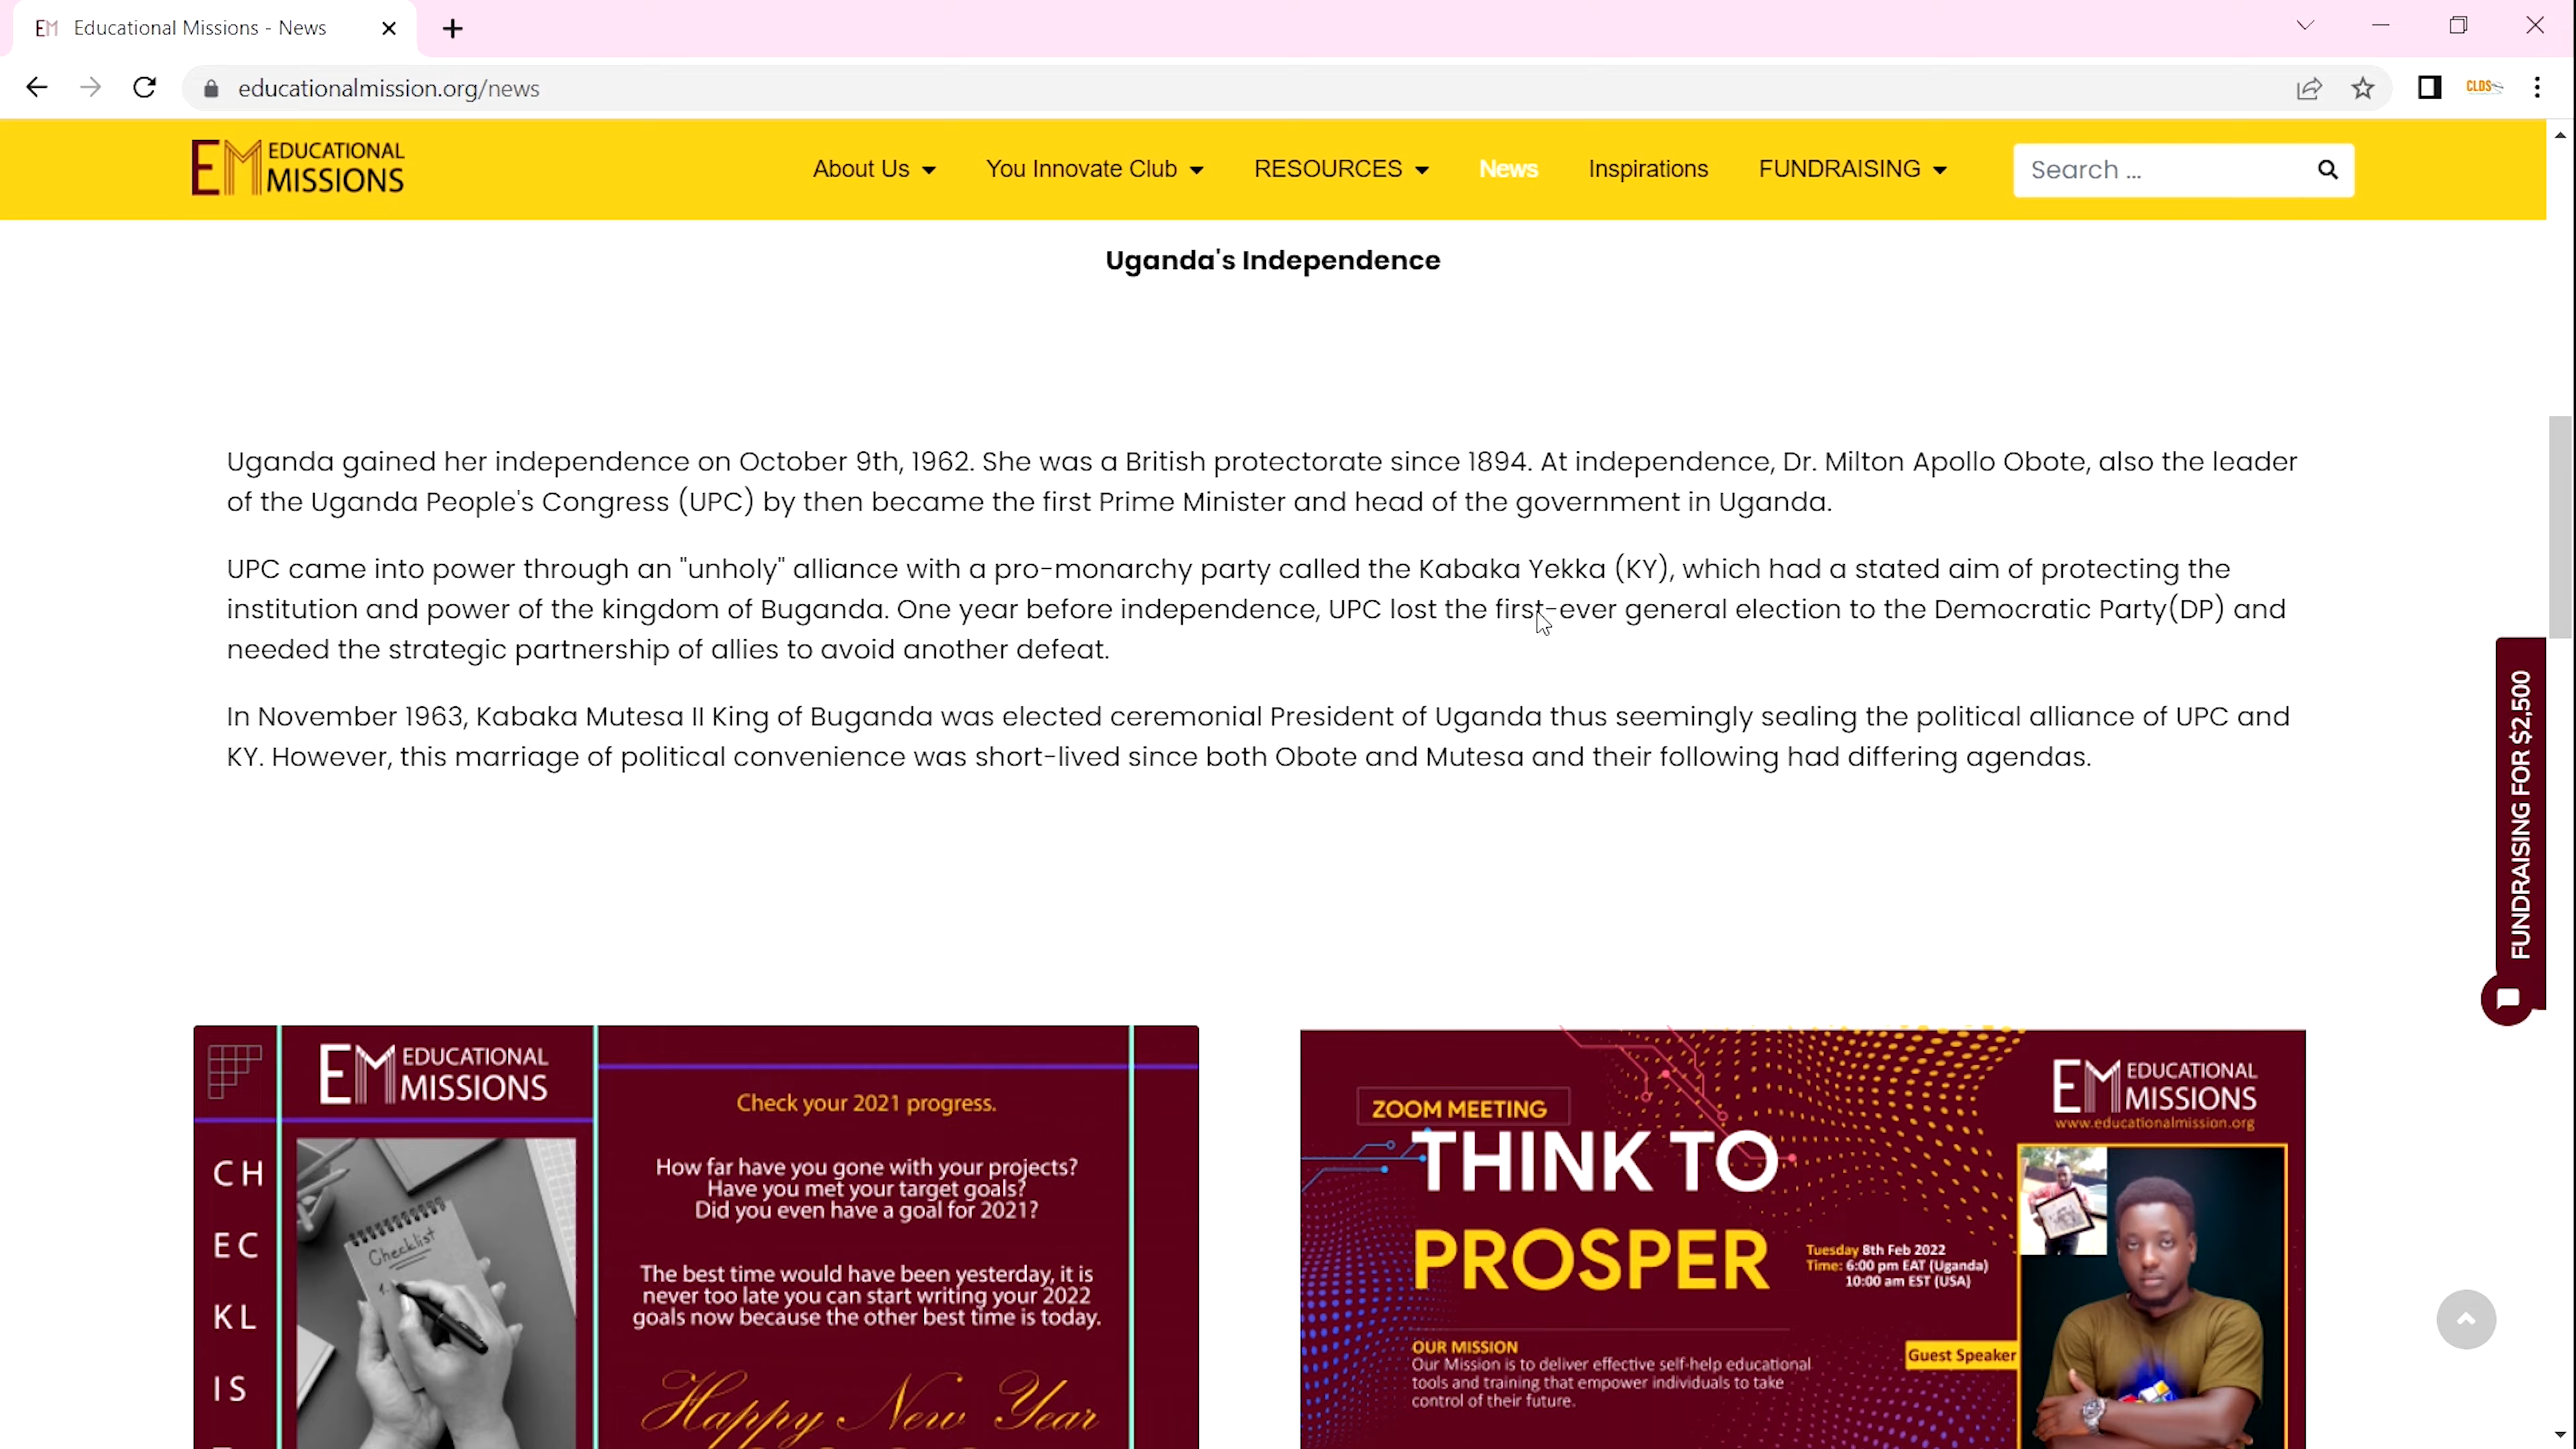 Educational Missions - News
educationalmission.org/news
CLDS
EM EDUCATIONAL MISSIONS
About Us
You Innovate Club
RESOURCES
News
Inspirations
FUNDRAISING
Search ...
Uganda's Independence
Uganda gained her independence on October 9th, 1962. She was a British protectorate since 1894. At independence, Dr. Milton Apollo Obote, also the leader
of the Uganda People's Congress (UPC) by then became the first Prime Minister and head of the government in Uganda.
UPC came into power through an "unholy" alliance with a pro-monarchy party called the Kabaka Yekka (KY), which had a stated aim of protecting the
institution and power of the kingdom of Buganda. One year before independence, UPC lost the first-ever general election to the Democratic Party(DP) and
needed the strategic partnership of allies to avoid another defeat.
In November 1963, Kabaka Mutesa II King of Buganda was elected ceremonial President of Uganda thus seemingly sealing the political alliance of UPC and
KY. However, this marriage of political convenience was short-lived since both Obote and Mutesa and their following had differing agendas.
FUNDRAISING FOR $2,500
EM EDUCATIONAL
MISSIONS
CH
EC
KL
IS
Checklist
1.
Check your 2021 progress.
How far have you gone with your projects?
Have you met your target goals?
Did you even have a goal for 2021?
The best time would have been yesterday, it is
never too late you can start writing your 2022
goals now because the other best time is today.
Happy New Year
EM EDUCATIONAL
MISSIONS
www.educationalmission.org
ZOOM MEETING
THINK TO
PROSPER
Tuesday 8th Feb 2022
Time: 6:00 pm EAT (Uganda)
10:00 am EST (USA)
OUR MISSION
Our Mission is to deliver effective self-help educational
tools and training that empower individuals to take
control of their future.
Guest Speaker